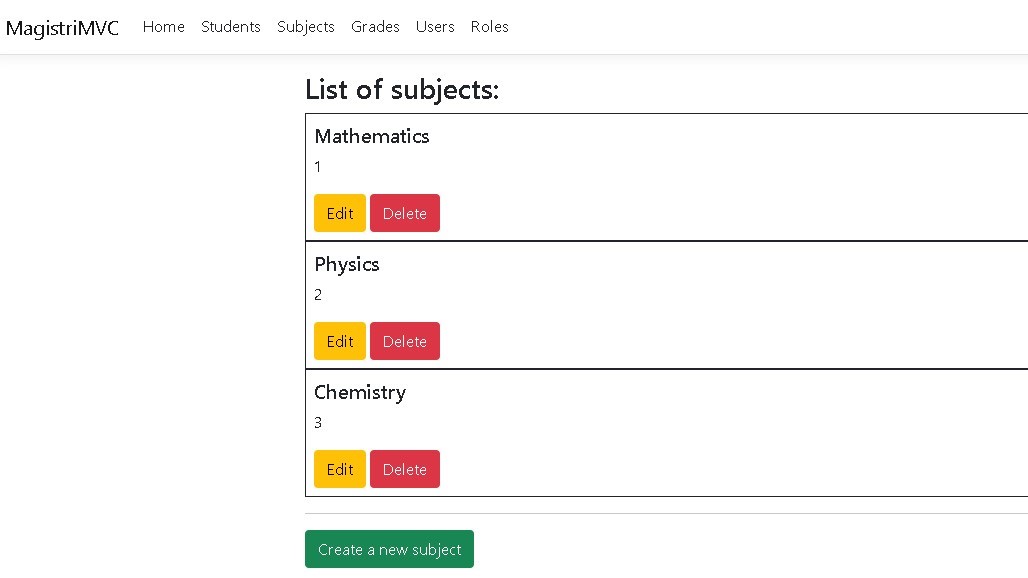 MagistriMVC Home Students Subjects Grades Users Roles
List of subjects:
Mathematics
1
Edit Delete
Physics
2
Edit Delete
Chemistry
3
Edit Delete
Create a new subject